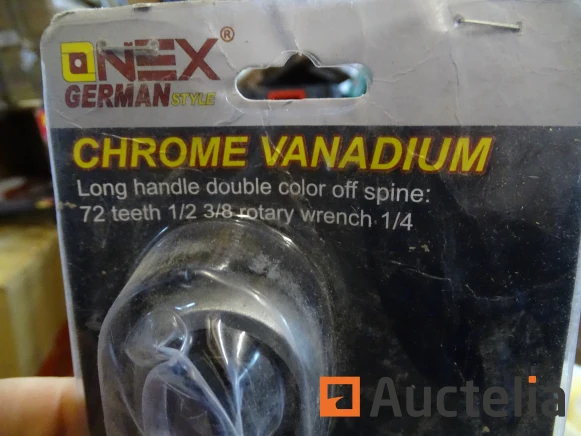 ONEX®
GERMAN STYLE
CHROME VANADIUM
Long handle double color off spine:
72 teeth 1/2 3/8 rotary wrench 1/4
Auctelia